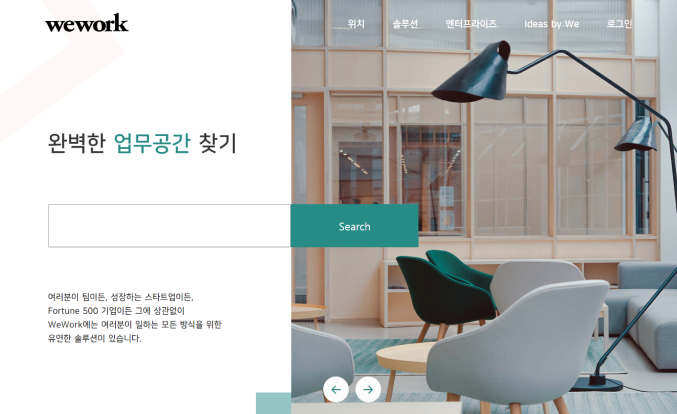 wework
위치 솔루션 엔터프라이즈 Ideas by We 로그인
완벽한 업무공간 찾기
Search
여러분이 팀이든, 성장하는 스타트업이든,
Fortune 500 기업이든 그에 상관없이
WeWork에는 여러분이 일하는 모든 방식을 위한
유연한 솔루션이 있습니다.